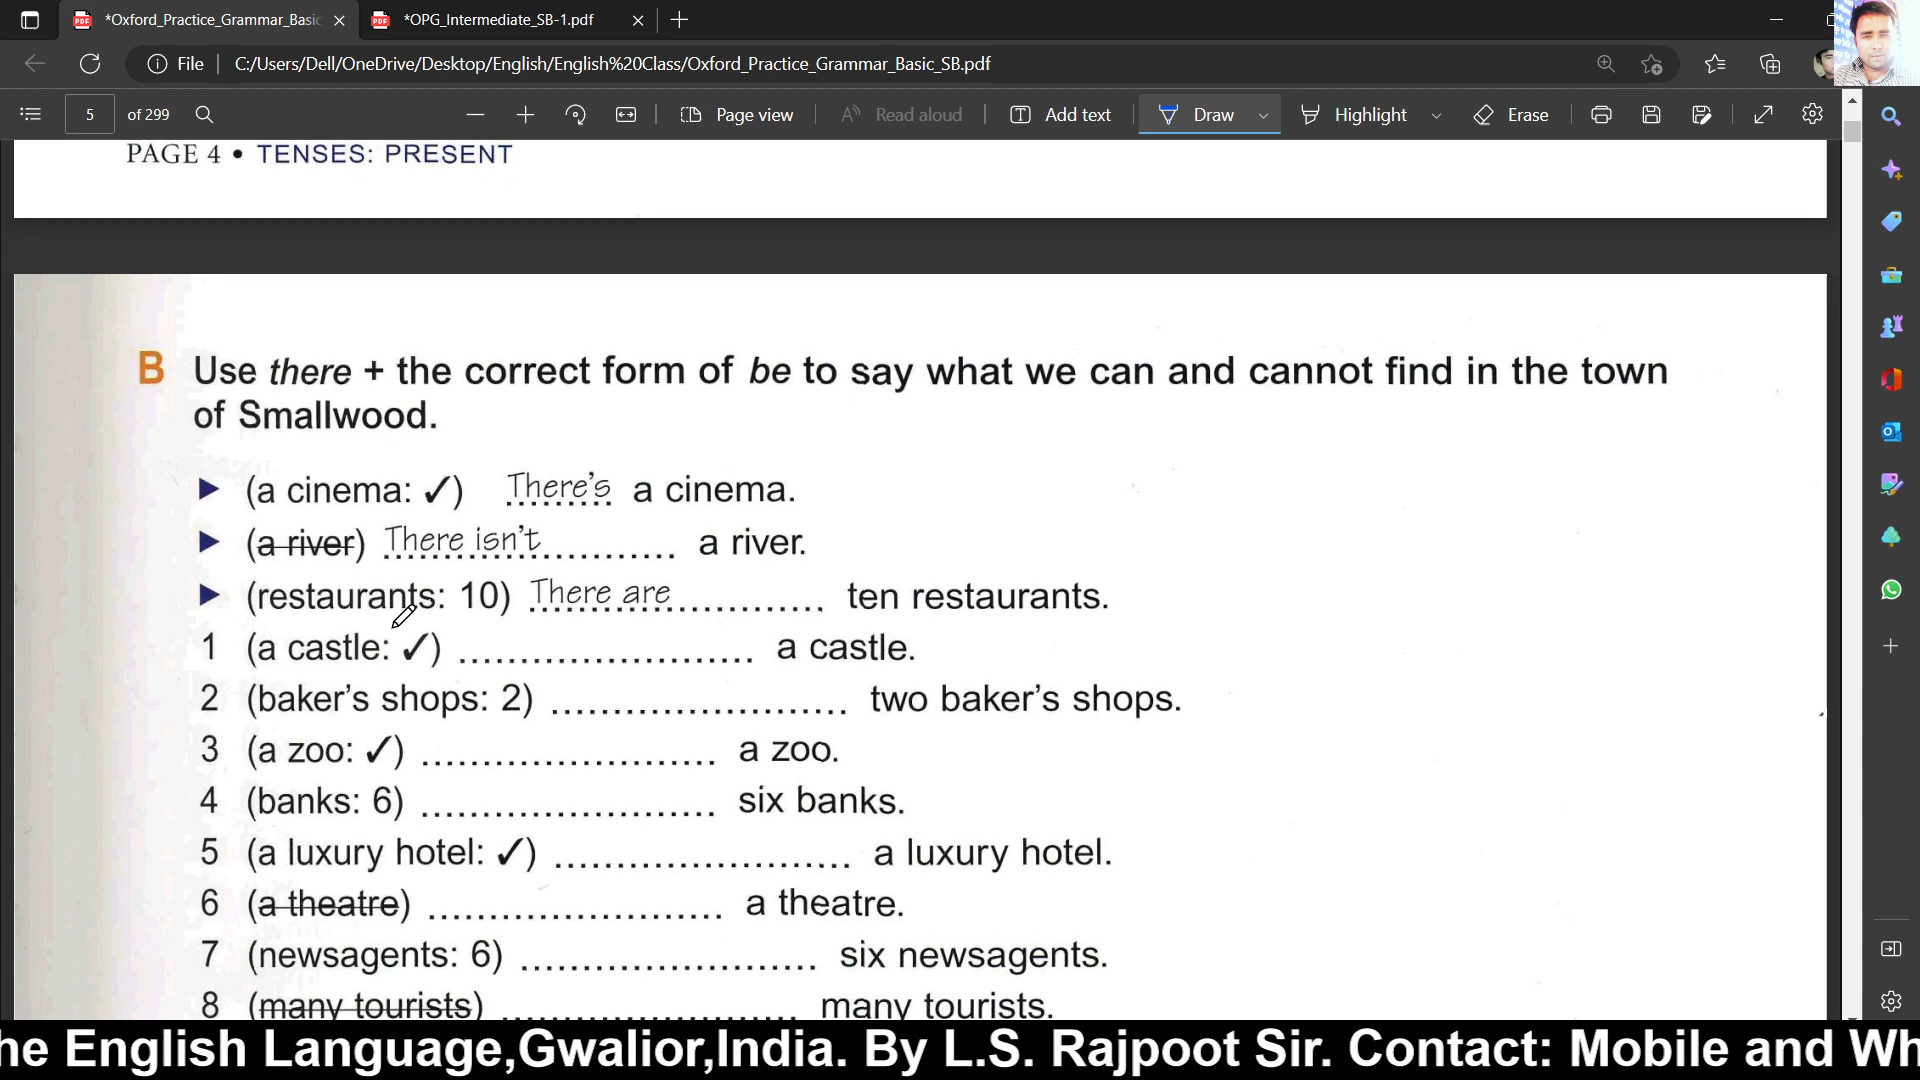 *Oxford_Practice_Grammar_Basic
*OPG_Intermediate_SB-1.pdf
File
C:/Users/Dell/OneDrive/Desktop/English/English%20Class/Oxford_Practice_Grammar_Basic_SB.pdf
5 of 299
Page view
Read aloud
Add text
Draw
Highlight
Erase
PAGE 4 • TENSES: PRESENT
B Use there + the correct form of be to say what we can and cannot find in the town
of Smallwood.
► (a cinema: ✓) There's a cinema.
► (a river) There isn't a river.
► (restaurants: 10) There are ten restaurants.
1 (a castle: ✓) ........................ a castle.
2 (baker's shops: 2) ........................ two baker's shops.
3 (a zoo: ✓) ........................ a zoo.
4 (banks: 6) ........................ six banks.
5 (a luxury hotel: ✓) ........................ a luxury hotel.
6 (a theatre) ........................ a theatre.
7 (newsagents: 6) ........................ six newsagents.
8 (many tourists) ........................ many tourists.
he English Language,Gwalior,India. By L.S. Rajpoot Sir. Contact: Mobile and Wh